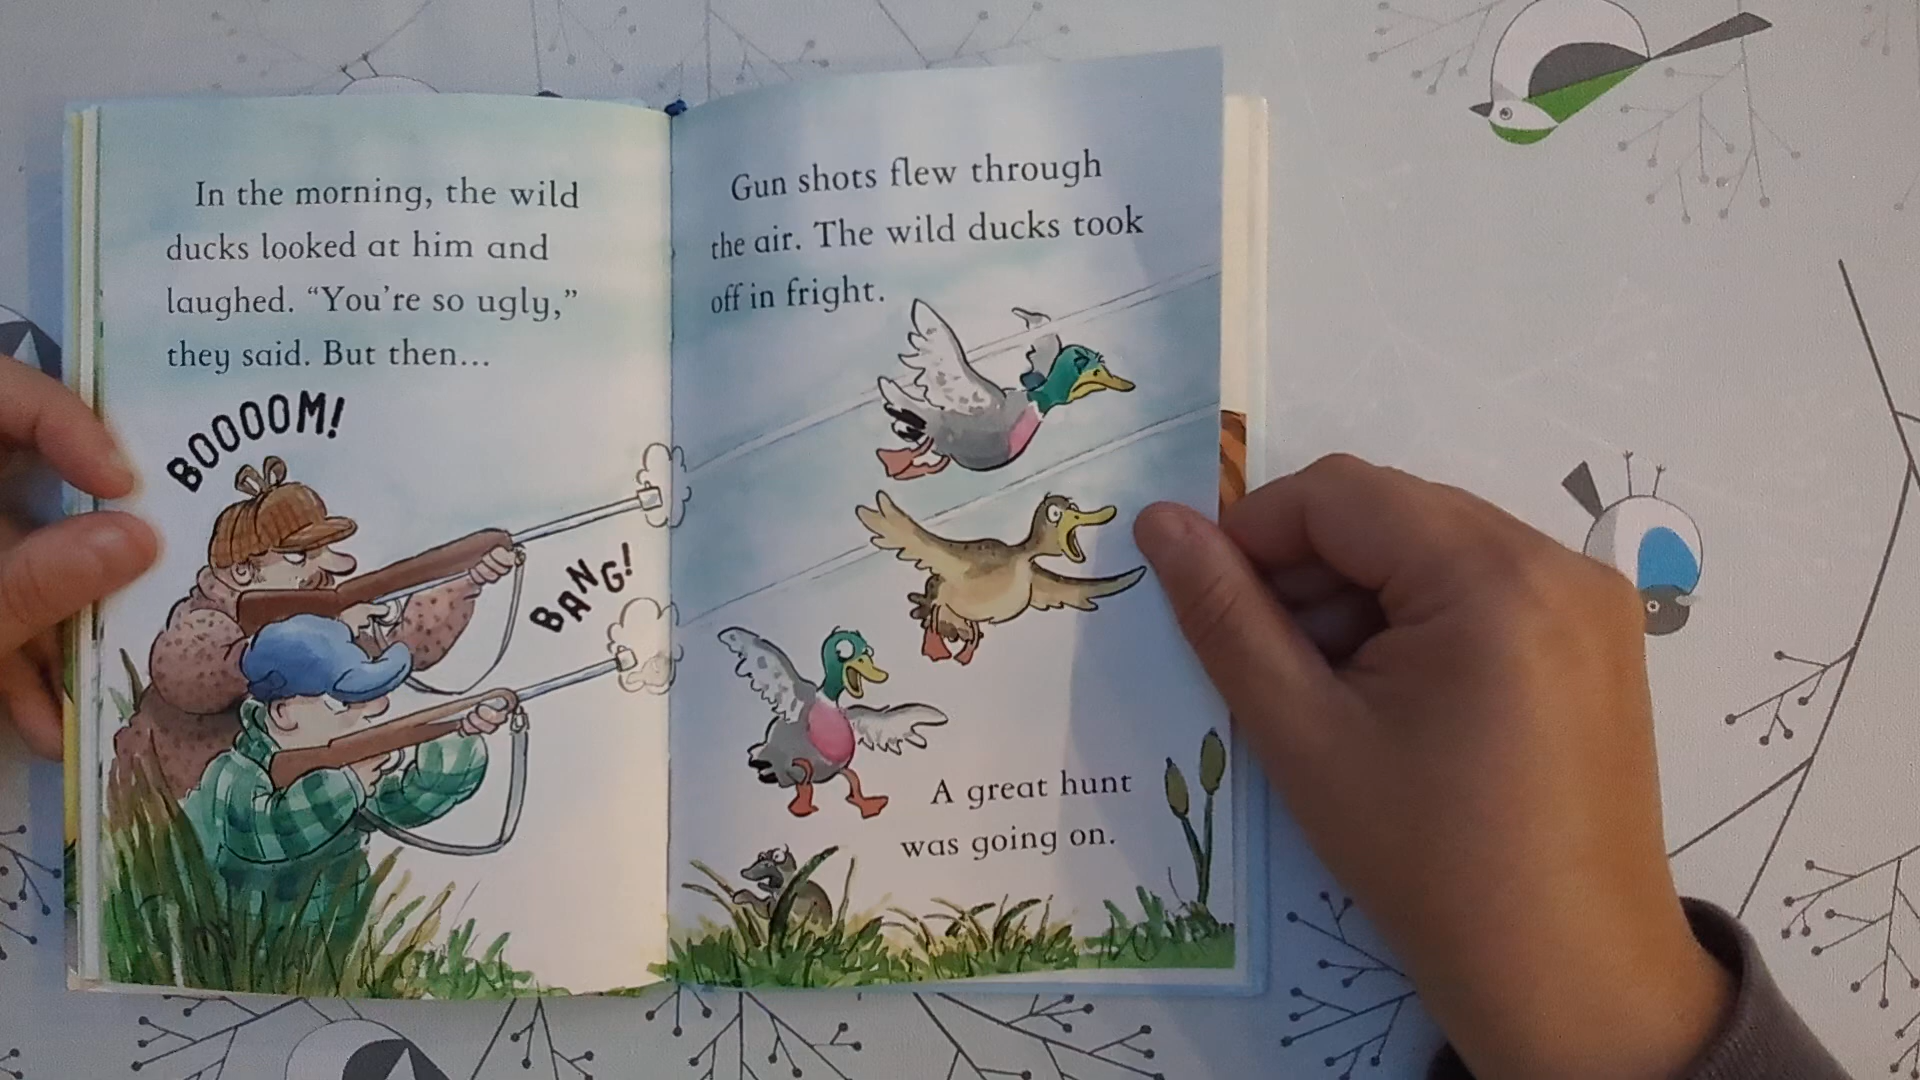 In the morning, the wild
ducks looked at him and
laughed. “You're so ugly,”
they said. But then...
BOOOOM!
BANG!
Gun shots flew through
the air. The wild ducks took
off in fright.
A great hunt
was going on.